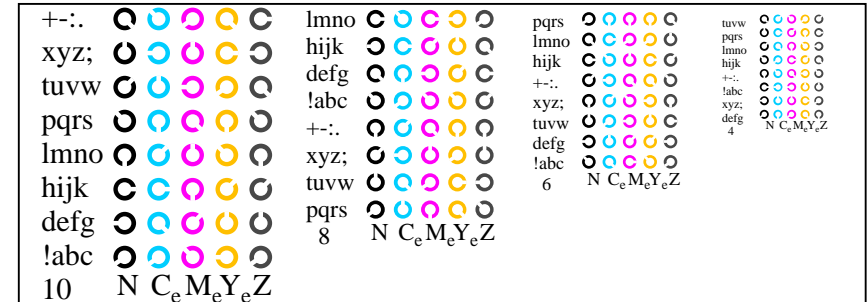 +-:.
xyz;
tuvw
pqrs
lmno
hijk
defg
!abc
10 N CeMeYeZ
lmno
hijk
defg
!abc
+-:.
xyz;
tuvw
pqrs
8 N CeMeYeZ
pqrs
lmno
hijk
+-:.
xyz;
tuvw
defg
!abc
6 N CeMeYeZ
tuvw
pqrs
lmno
hijk
+-:.
!abc
xyz;
defg
4 N CeMeYeZ